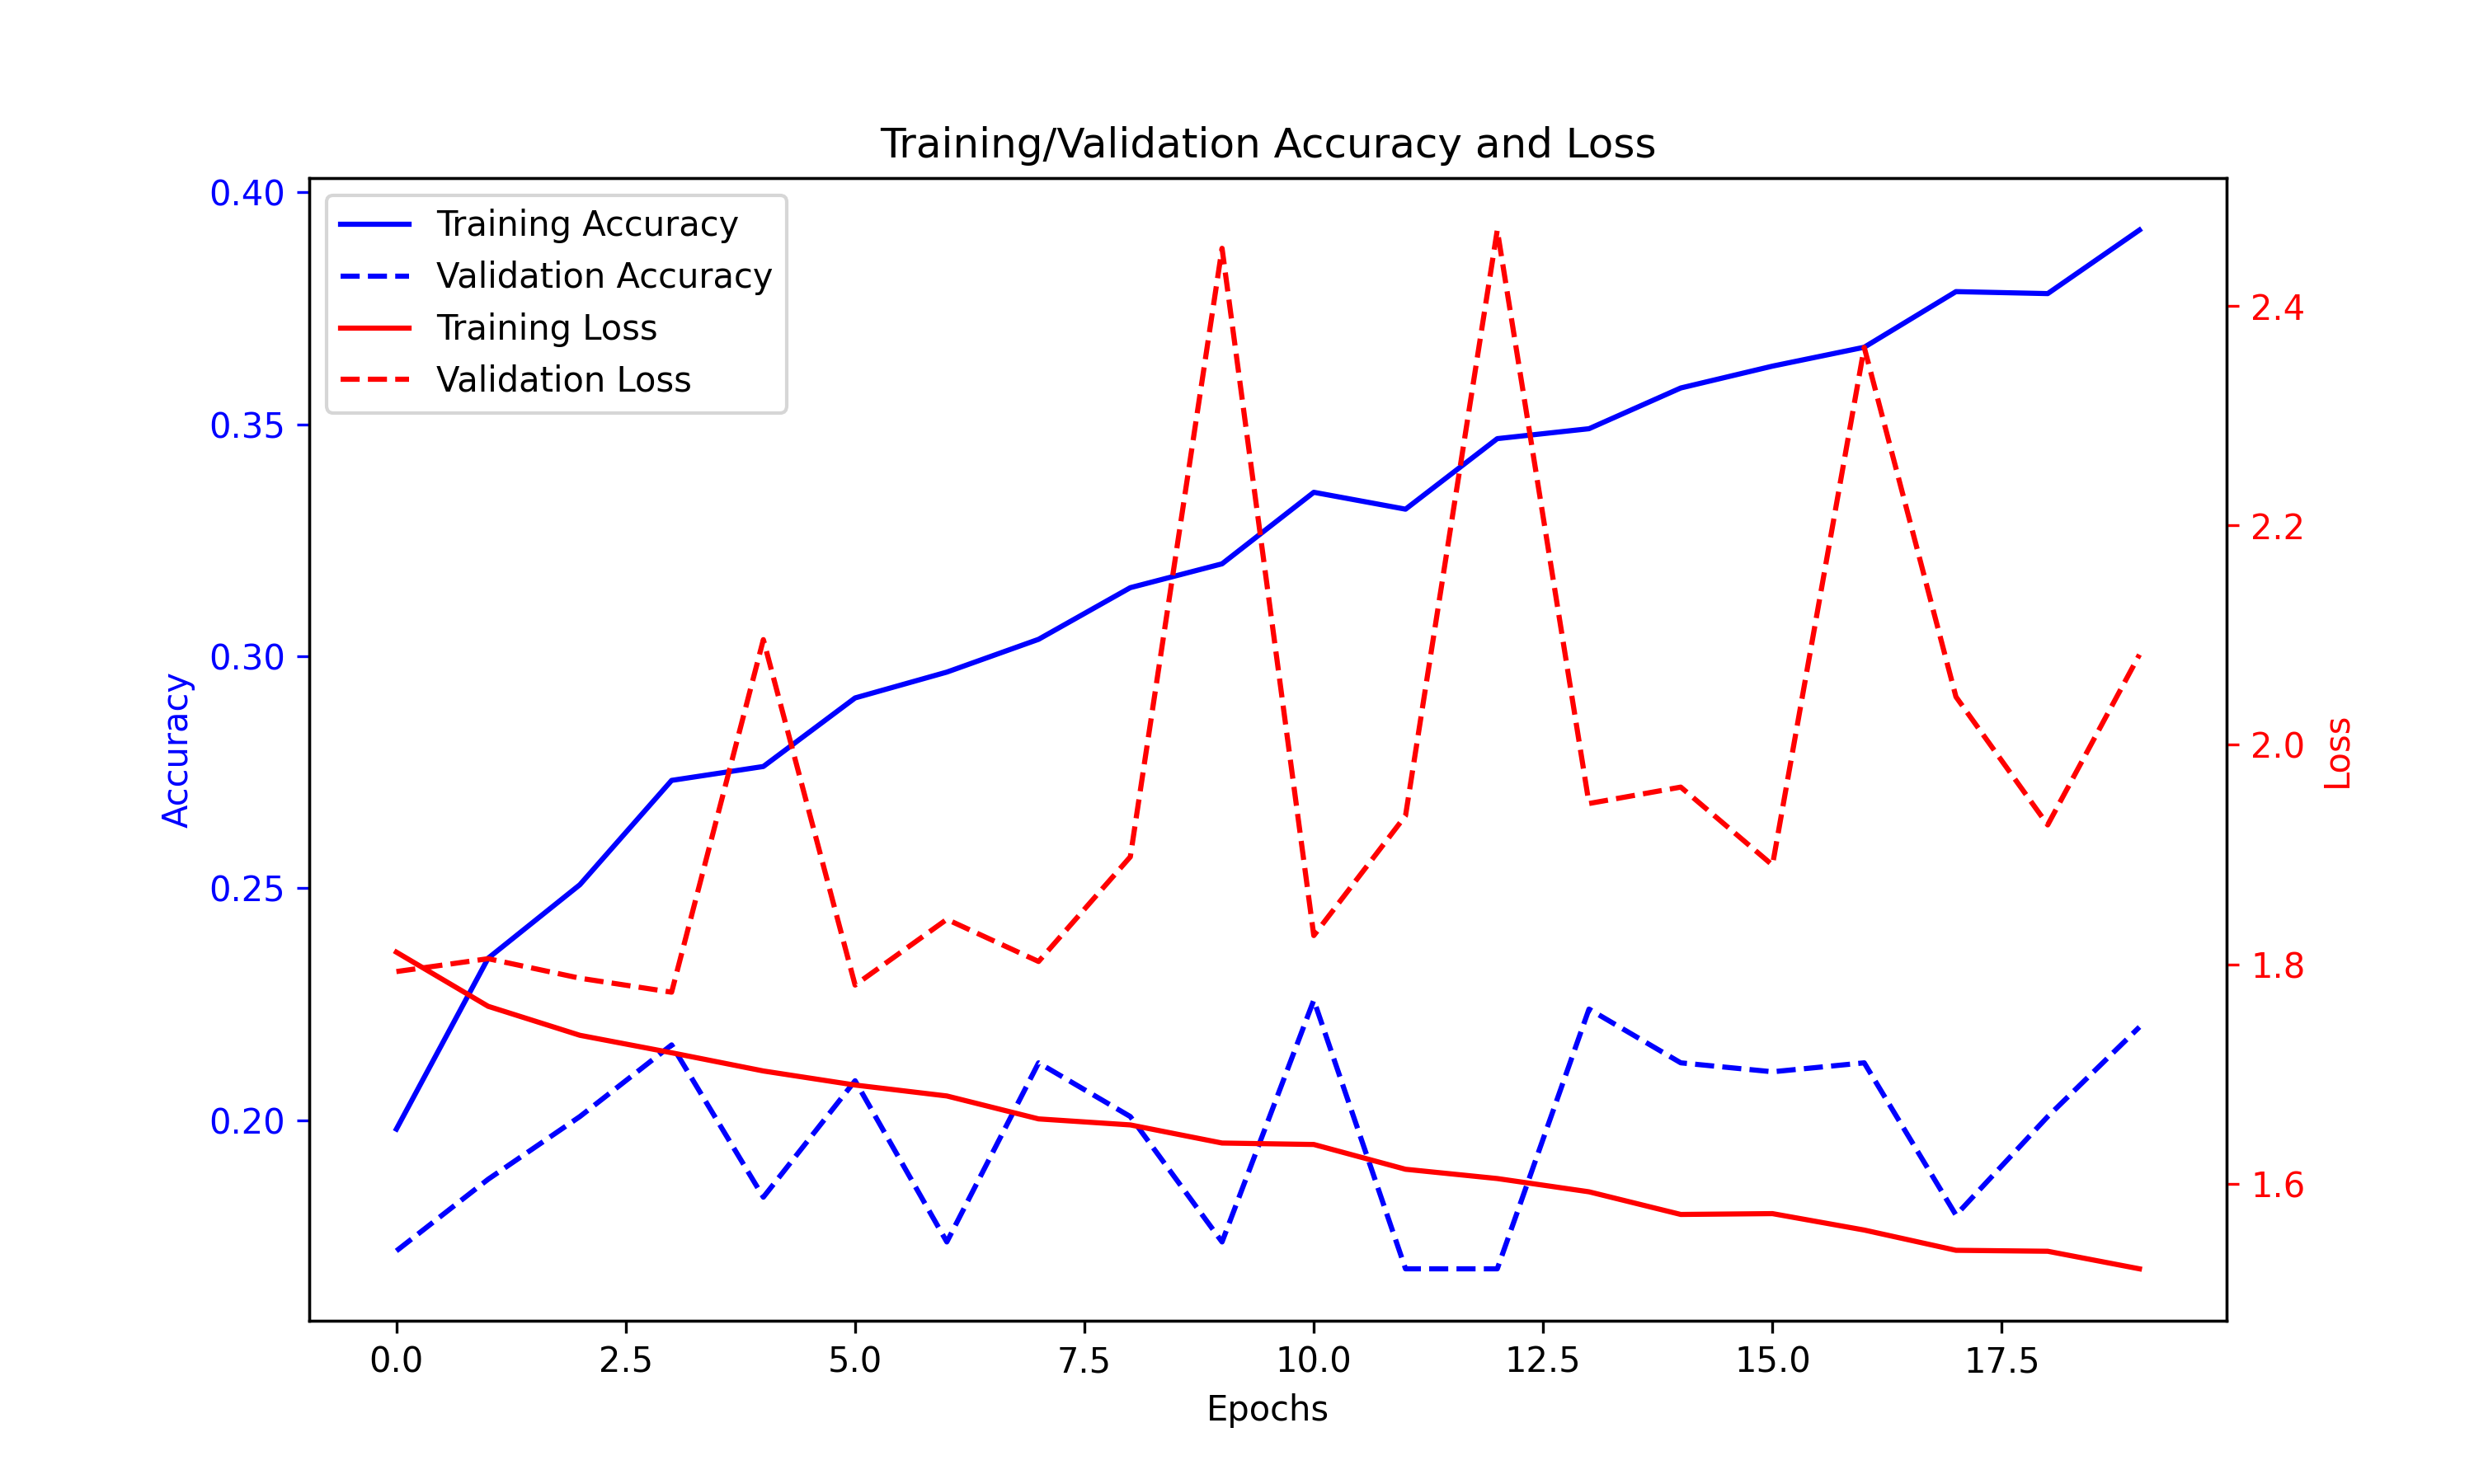 Training/Validation Accuracy and Loss
Training Accuracy
Validation Accuracy
Training Loss
Validation Loss
0.40
0.35
0.30
0.25
0.20
Accuracy
2.4
2.2
2.0
1.8
1.6
Loss
0.0 2.5 5.0 7.5 10.0 12.5 15.0 17.5
Epochs